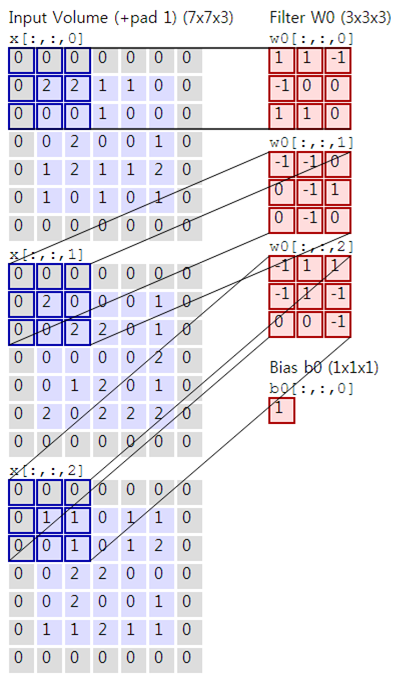 Input Volume (+pad 1) (7x7x3)
x[:,:,0]
0 0 0 0 0 0 0
0 2 2 1 1 0 0
0 0 0 1 0 0 0
0 0 2 0 0 1 0
0 1 2 1 1 2 0
0 1 0 1 0 1 0
0 0 0 0 0 0 0
x[:,:,1]
0 0 0 0 0 0 0
0 2 0 0 0 1 0
0 0 2 2 0 1 0
0 0 0 0 0 2 0
0 0 1 2 0 1 0
0 2 0 2 2 2 0
0 0 0 0 0 0 0
x[:,:,2]
0 0 0 0 0 0 0
0 1 1 0 1 1 0
0 0 1 0 1 2 0
0 0 2 2 0 0 0
0 0 2 0 0 1 0
0 1 1 2 1 1 0
0 0 0 0 0 0 0
Filter W0 (3x3x3)
w0[:,:,0]
1 1 -1
-1 0 0
1 1 0
w0[:,:,1]
-1 -1 0
0 -1 1
0 -1 0
w0[:,:,2]
-1 1 1
-1 1 -1
0 0 -1
Bias b0 (1x1x1)
b0[:,:,0]
1